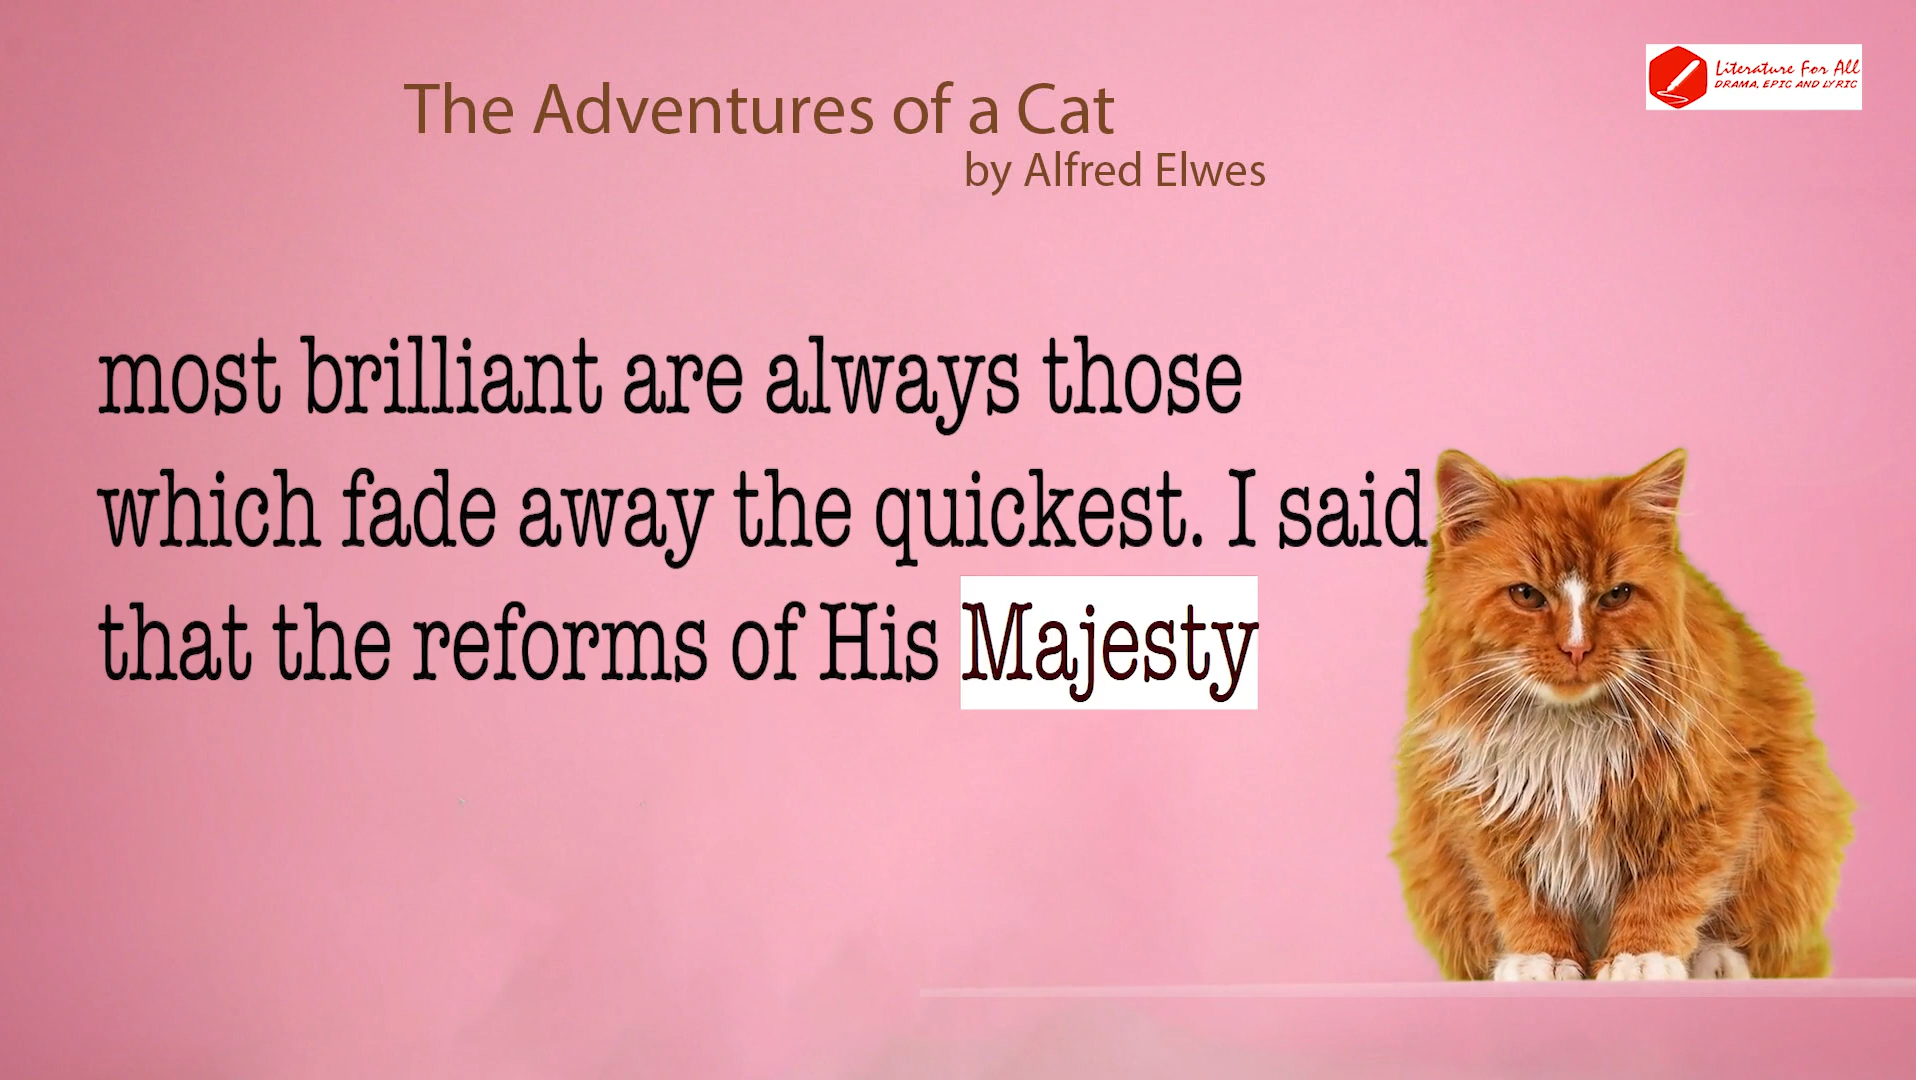 The Adventures of a Cat
by Alfred Elwes
Literature For All
DRAMA, EPIC AND LYRIC
most brilliant are always those
which fade away the quickest. I said
that the reforms of His Majesty